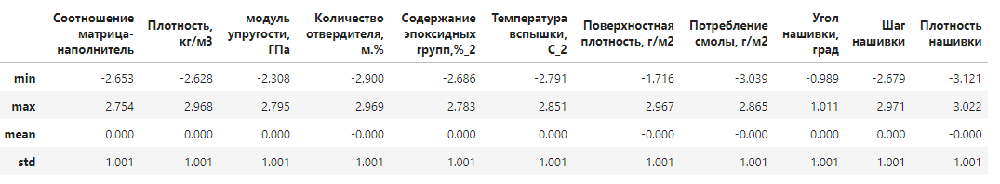 Соотношение матрица-наполнитель Плотность, кг/м3 модуль упругости, ГПа Количество отвердителя, м.% Содержание эпоксидных групп,%_2 Температура вспышки, С_2 Поверхностная плотность, г/м2 Потребление смолы, г/м2 Угол нашивки, град Шаг нашивки Плотность нашивки
min -2.653 -2.628 -2.308 -2.900 -2.686 -2.791 -1.716 -3.039 -0.989 -2.679 -3.121
max 2.754 2.968 2.795 2.969 2.783 2.851 2.967 2.865 1.011 2.971 3.022
mean 0.000 0.000 0.000 -0.000 0.000 0.000 -0.000 -0.000 0.000 0.000 -0.000
std 1.001 1.001 1.001 1.001 1.001 1.001 1.001 1.001 1.001 1.001 1.001